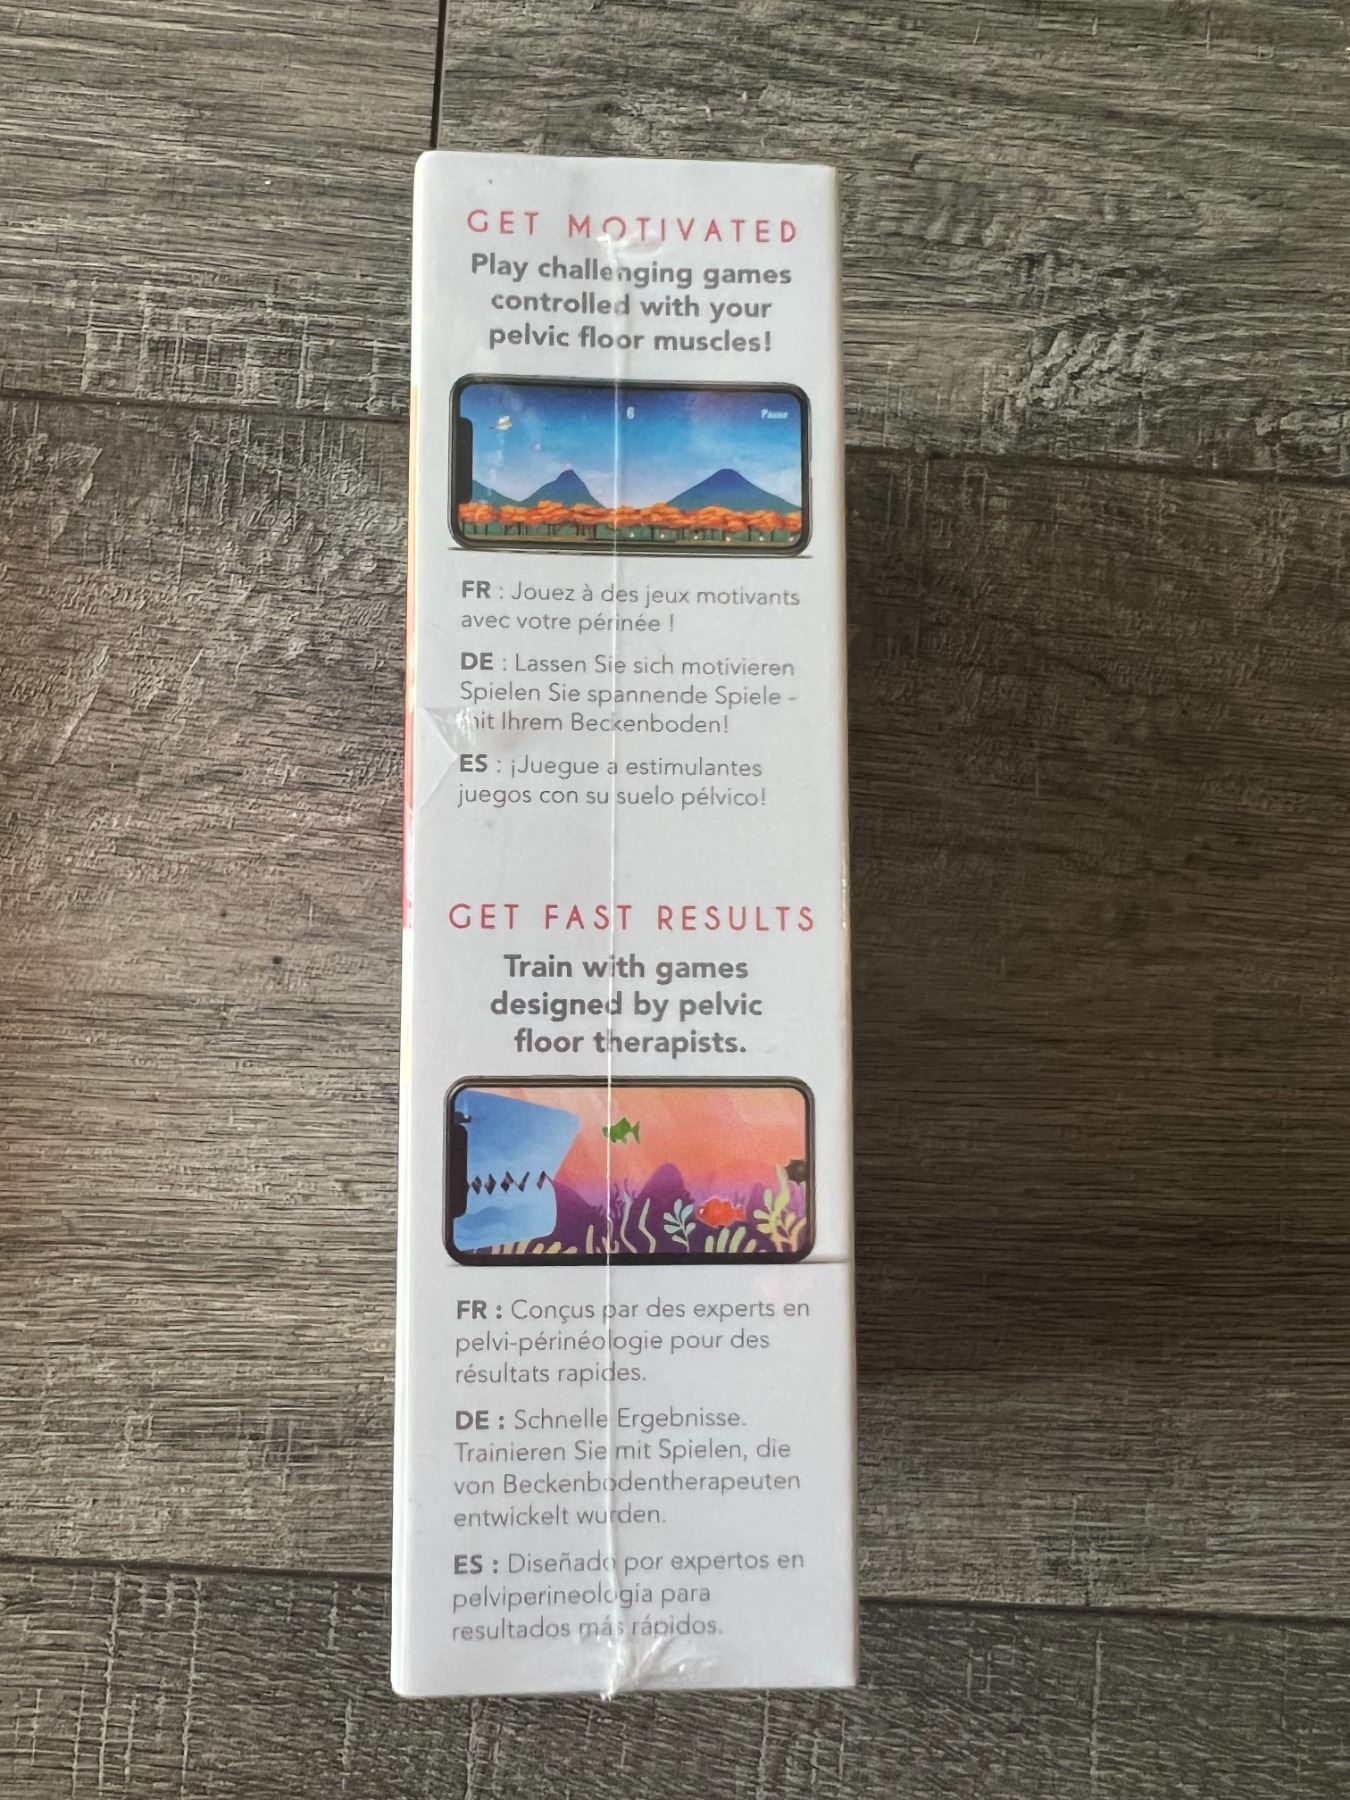 GET MOTIVATED
Play challenging games
controlled with your
pelvic floor muscles!
6
Pause
FR : Jouez à des jeux motivants
avec votre périnée !
DE : Lassen Sie sich motivieren
Spielen Sie spannende Spiele -
mit Ihrem Beckenboden!
ES : ¡Juegue a estimulantes
juegos con su suelo pélvico!
GET FAST RESULTS
Train with games
designed by pelvic
floor therapists.
FR : Conçus par des experts en
pelvi-périnéologie pour des
résultats rapides.
DE : Schnelle Ergebnisse.
Trainieren Sie mit Spielen, die
von Beckenbodentherapeuten
entwickelt wurden.
ES : Diseñado por expertos en
pelviperineología para
resultados más rápidos.